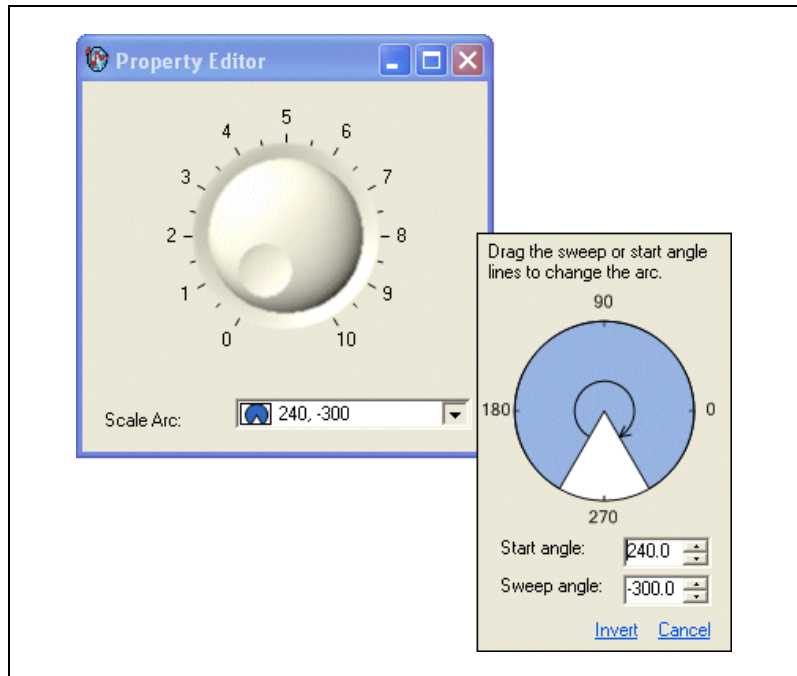 Property Editor
5
4 6
3 7
2 8
1 9
0 10
Scale Arc: 240, -300
Drag the sweep or start angle
lines to change the arc.
90
180 0
270
Start angle: 240.0
Sweep angle: -300.0
Invert Cancel